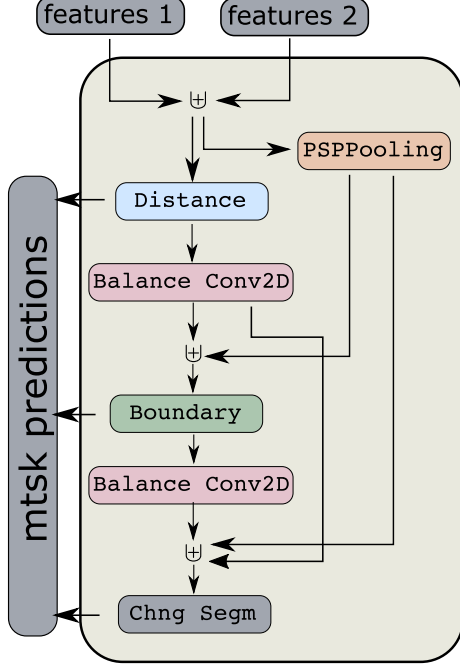 features 1
features 2
⊎
PSPPooling
Distance
Balance Conv2D
⊎
Boundary
Balance Conv2D
⊎
Chng Segm
mtsk predictions